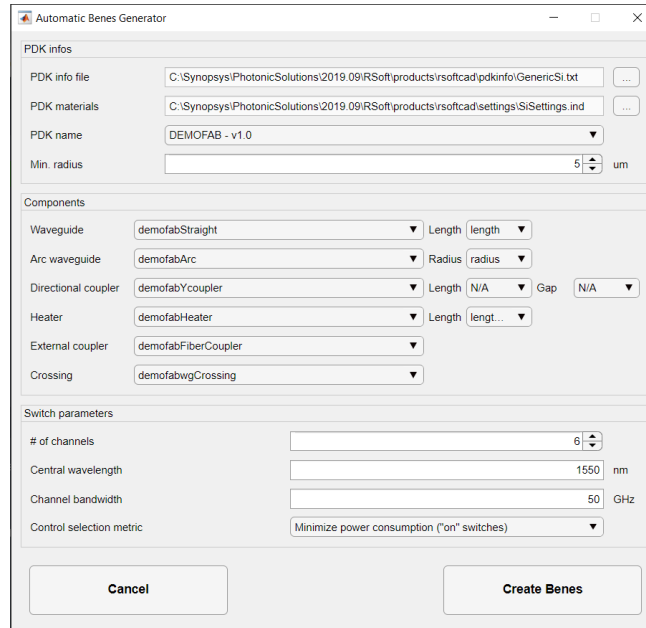 Automatic Benes Generator
PDK infos
PDK info file C:\Synopsys\PhotonicSolutions\2019.09\RSoft\products\rsoftcad\pdkinfo\GenericSi.txt ...
PDK materials C:\Synopsys\PhotonicSolutions\2019.09\RSoft\products\rsoftcad\settings\SiSettings.ind ...
PDK name DEMOFAB - v1.0
Min. radius 5 um
Components
Waveguide demofabStraight Length length
Arc waveguide demofabArc Radius radius
Directional coupler demofabYcoupler Length N/A Gap N/A
Heater demofabHeater Length lengt...
External coupler demofabFiberCoupler
Crossing demofabwgCrossing
Switch parameters
# of channels 6
Central wavelength 1550 nm
Channel bandwidth 50 GHz
Control selection metric Minimize power consumption ("on" switches)
Cancel Create Benes